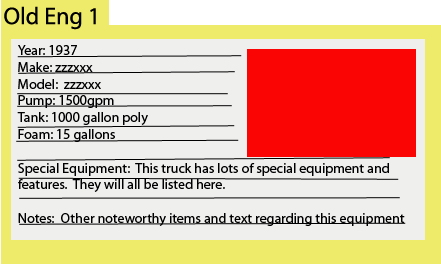 Old Eng 1
Year: 1937
Make: zzzxxx
Model:  zzzxxx
Pump: 1500gpm
Tank: 1000 gallon poly
Foam: 15 gallons
Special Equipment:  This truck has lots of special equipment and
features.  They will all be listed here.
Notes:  Other noteworthy items and text regarding this equipment